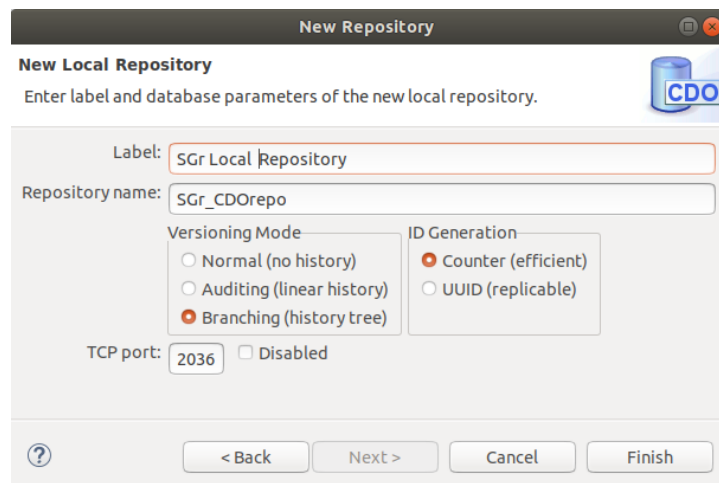 New Repository
New Local Repository
Enter label and database parameters of the new local repository.
CDO
Label: SGr Local Repository
Repository name: SGr_CDOrepo
Versioning Mode
Normal (no history)
Auditing (linear history)
Branching (history tree)
ID Generation
Counter (efficient)
UUID (replicable)
TCP port: 2036 Disabled
? < Back Next > Cancel Finish